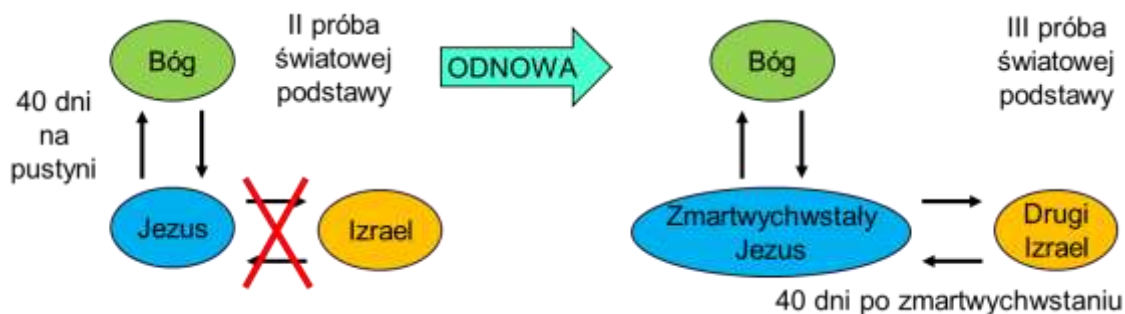 Bóg
II próba
światowej
podstawy
40 dni
na
pustyni
Jezus
Izrael
ODNOWA
Bóg
III próba
światowej
podstawy
Zmartwychwstały
Jezus
Drugi
Izrael
40 dni po zmartwychwstaniu